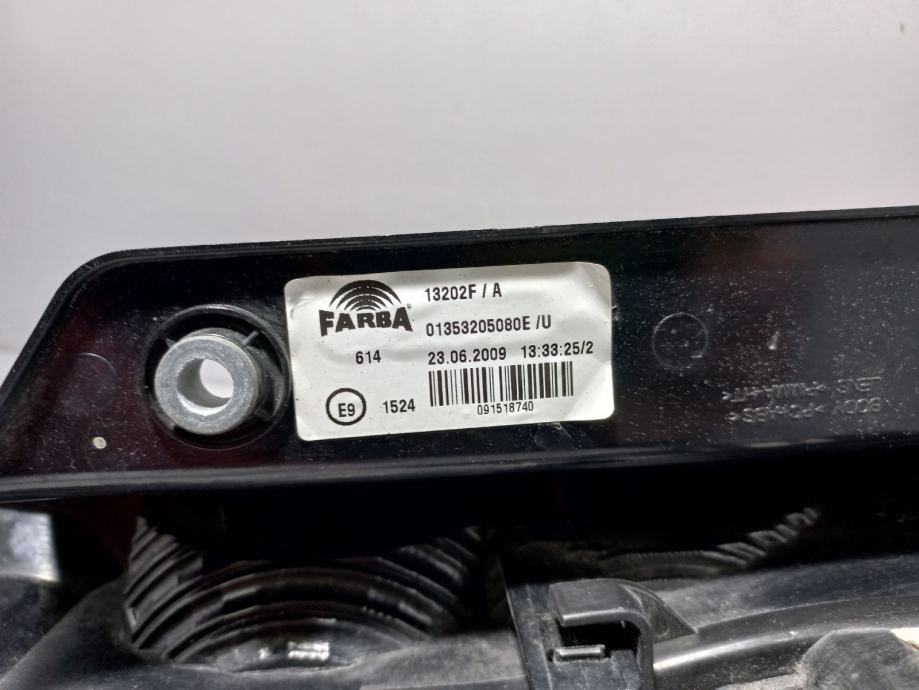 FARBA
13202F / A
01353205080E /U
614
23.06.2009 13:33:25/2
E9
1524
091518740